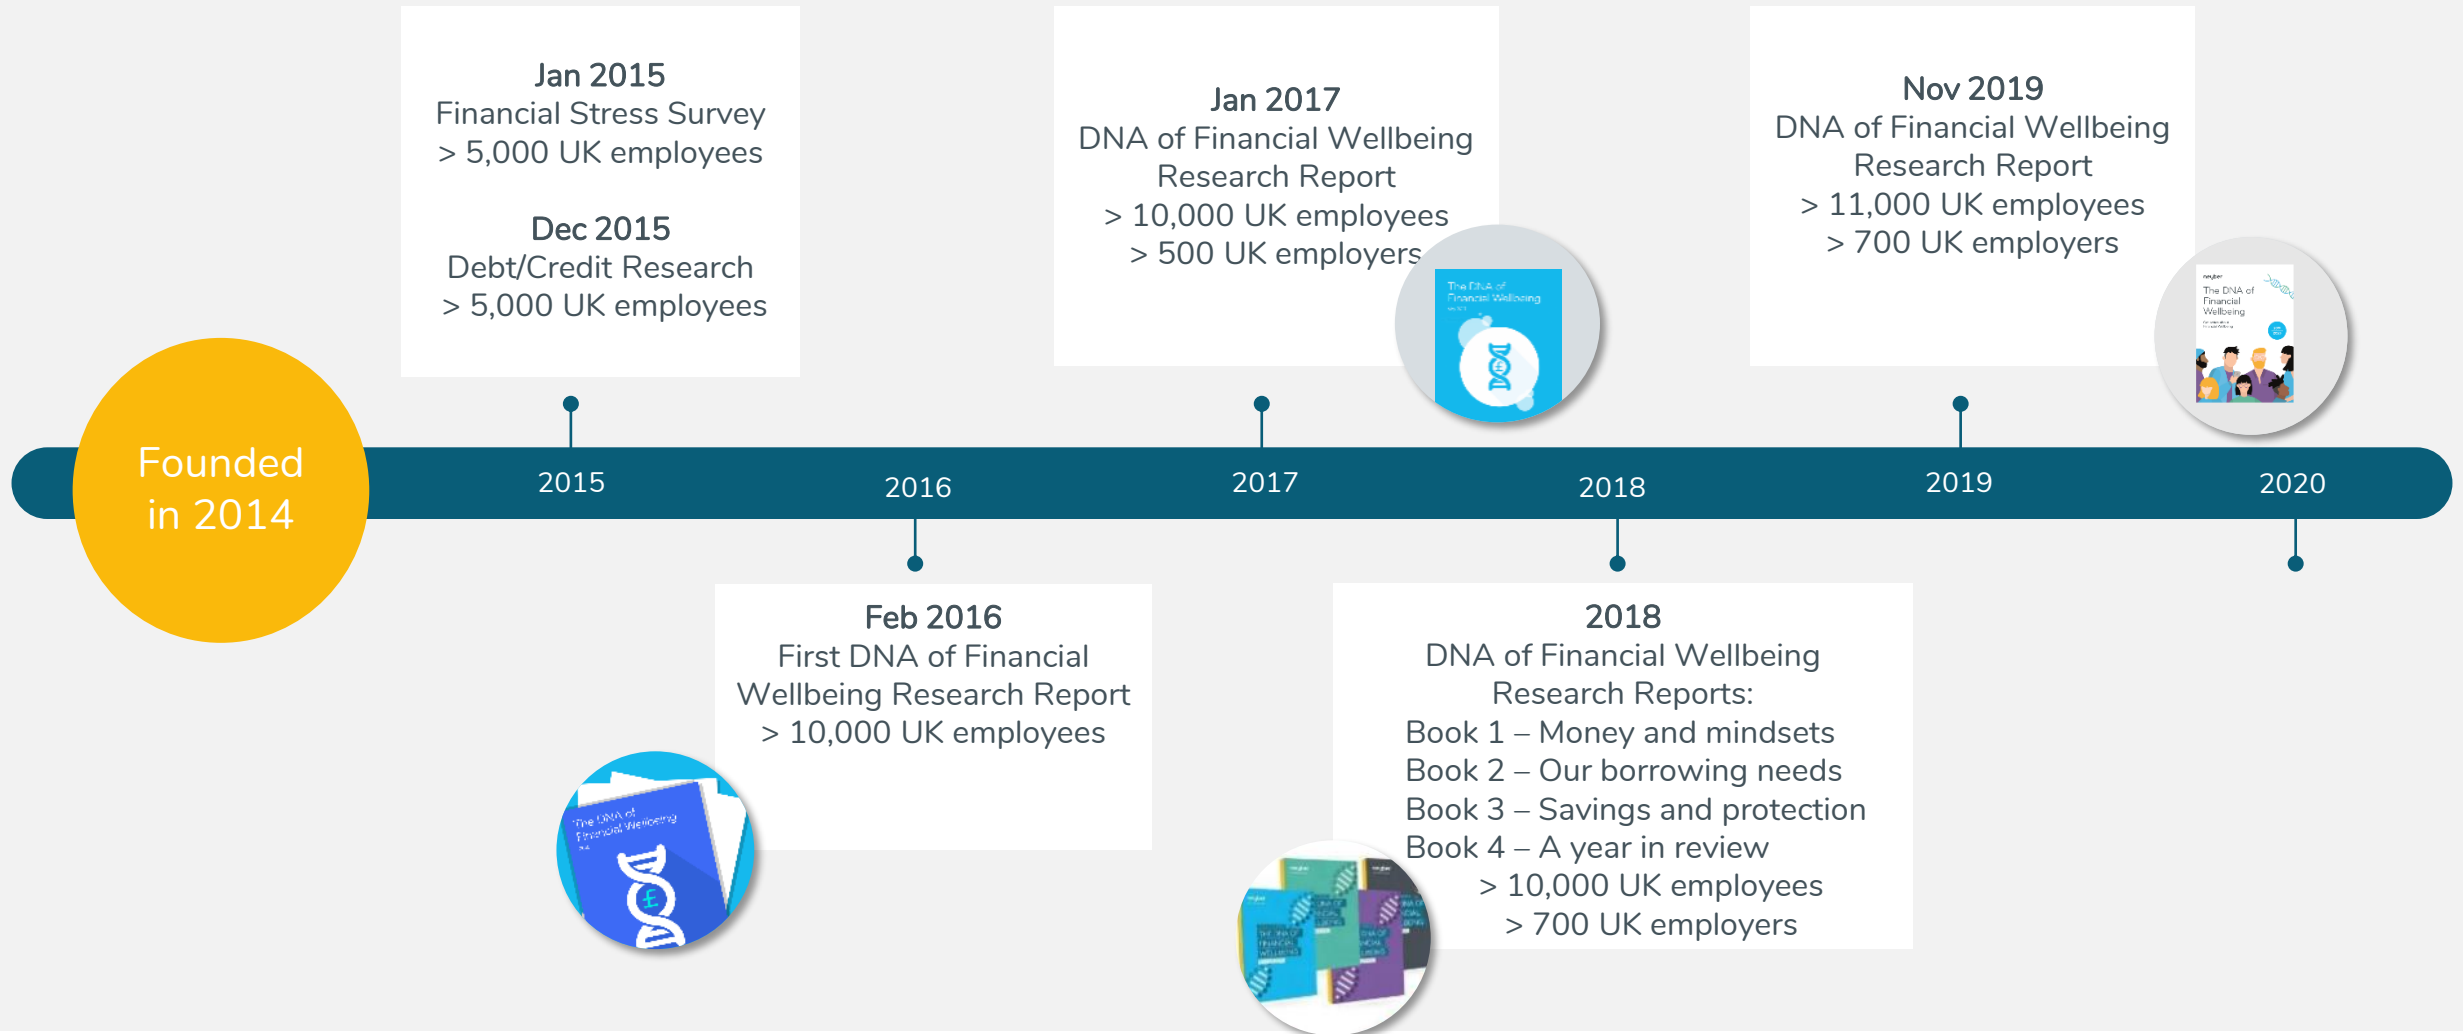 Jan 2015
Financial Stress Survey
> 5,000 UK employees
Dec 2015
Debt/Credit Research
> 5,000 UK employees
Jan 2017
DNA of Financial Wellbeing
Research Report
> 10,000 UK employees
> 500 UK employers
The DNA of
Financial Wellbeing
Nov 2019
DNA of Financial Wellbeing
Research Report
> 11,000 UK employees
> 700 UK employers
neyber
The DNA of
Financial
Wellbeing
Founded
in 2014
2015
2016
2017
2018
2019
2020
Feb 2016
First DNA of Financial
Wellbeing Research Report
> 10,000 UK employees
The DNA of
Financial Wellbeing
£
2018
DNA of Financial Wellbeing
Research Reports:
Book 1 – Money and mindsets
Book 2 – Our borrowing needs
Book 3 – Savings and protection
Book 4 – A year in review
> 10,000 UK employees
> 700 UK employers
THE DNA OF
FINANCIAL
WELLBEING